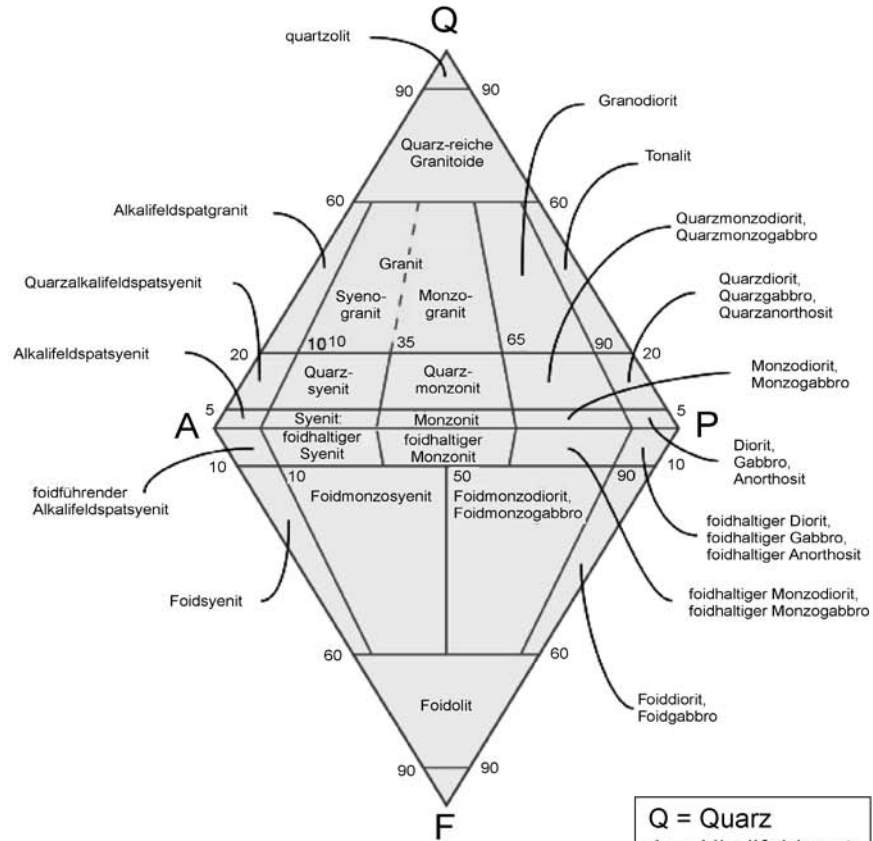 Q
quartzolit
90
90
Granodiorit
Quarz-reiche
Granitoide
Tonalit
60
60
Alkalifeldspatgranit
Quarzmonzodiorit,
Quarzmonzogabbro
Granit
Quarzalkalifeldspatsyenit
Syeno-
granit
Monzo-
granit
Quarzdiorit,
Quarzgabbro,
Quarzanorthosit
20
10
10
35
65
90
20
Alkalifeldspatsyenit
Quarz-
syenit
Quarz-
monzonit
Monzodiorit,
Monzogabbro
5
5
Syenit:
Monzonit
A
P
foidhaltiger
Syenit
foidhaltiger
Monzonit
Diorit,
Gabbro,
Anorthosit
10
10
50
90
10
foidführender
Alkalifeldspatsyenit
Foidmonzosyenit
Foidmonzodiorit,
Foidmonzogabbro
foidhaltiger Diorit,
foidhaltiger Gabbro,
foidhaltiger Anorthosit
Foidsyenit
foidhaltiger Monzodiorit,
foidhaltiger Monzogabbro
60
60
Foidolit
Foiddiorit,
Foidgabbro
90
90
F
Q = Quarz